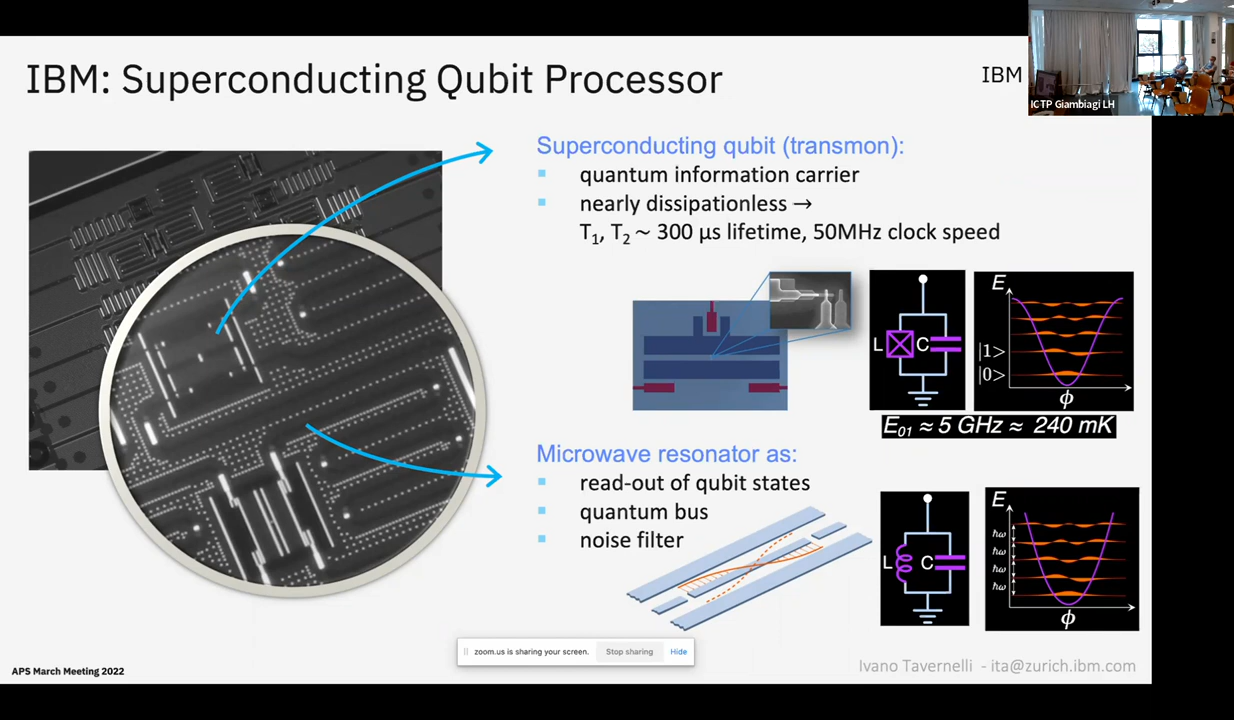 IBM: Superconducting Qubit Processor
IBM
ICTP Giambiagi LH
Superconducting qubit (transmon):
quantum information carrier
nearly dissipationless →
T₁, T₂ ~ 300 μs lifetime, 50MHz clock speed
L
C
E
|1>
|0>
ϕ
E₀₁ ≈ 5 GHz ≈ 240 mK
Microwave resonator as:
read-out of qubit states
quantum bus
noise filter
L
C
E
ħω
ħω
ħω
ħω
ϕ
zoom.us is sharing your screen.
Stop sharing
Hide
APS March Meeting 2022
Ivano Tavernelli - ita@zurich.ibm.com